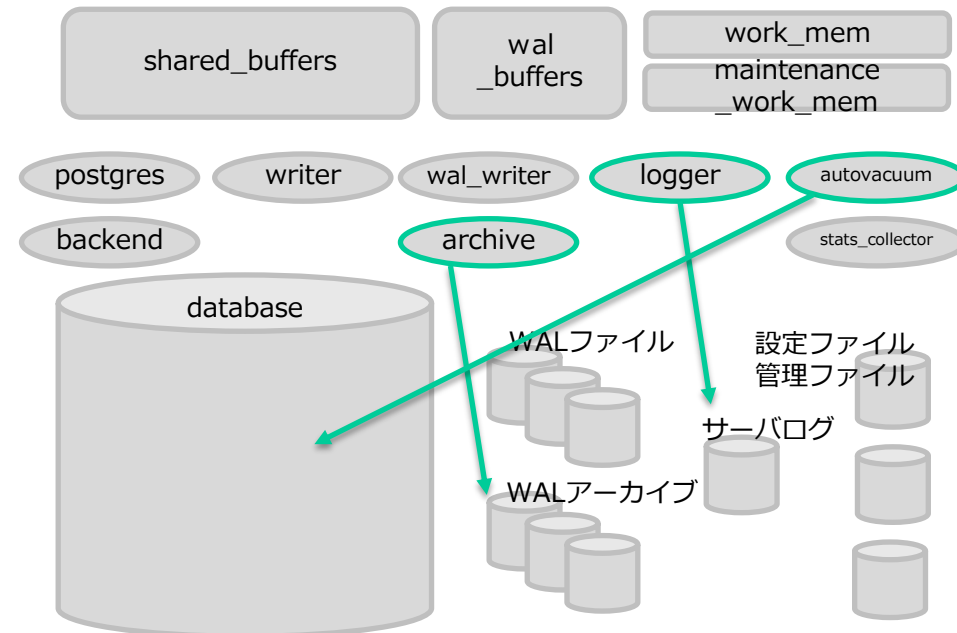 shared_buffers
wal
_buffers
work_mem
maintenance
_work_mem
postgres
writer
wal_writer
logger
autovacuum
backend
archive
stats_collector
database
WALファイル
設定ファイル
管理ファイル
サーバログ
WALアーカイブ